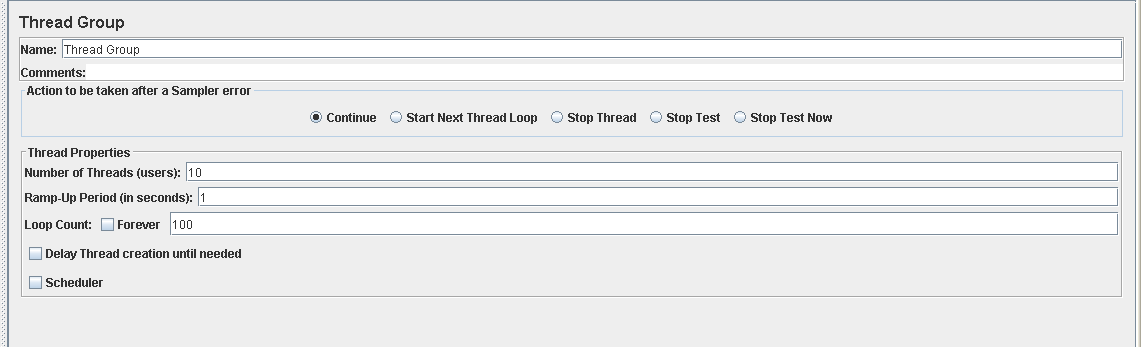 Thread Group
Name: Thread Group
Comments:
Action to be taken after a Sampler error
Continue Start Next Thread Loop Stop Thread Stop Test Stop Test Now
Thread Properties
Number of Threads (users): 10
Ramp-Up Period (in seconds): 1
Loop Count: Forever 100
Delay Thread creation until needed
Scheduler